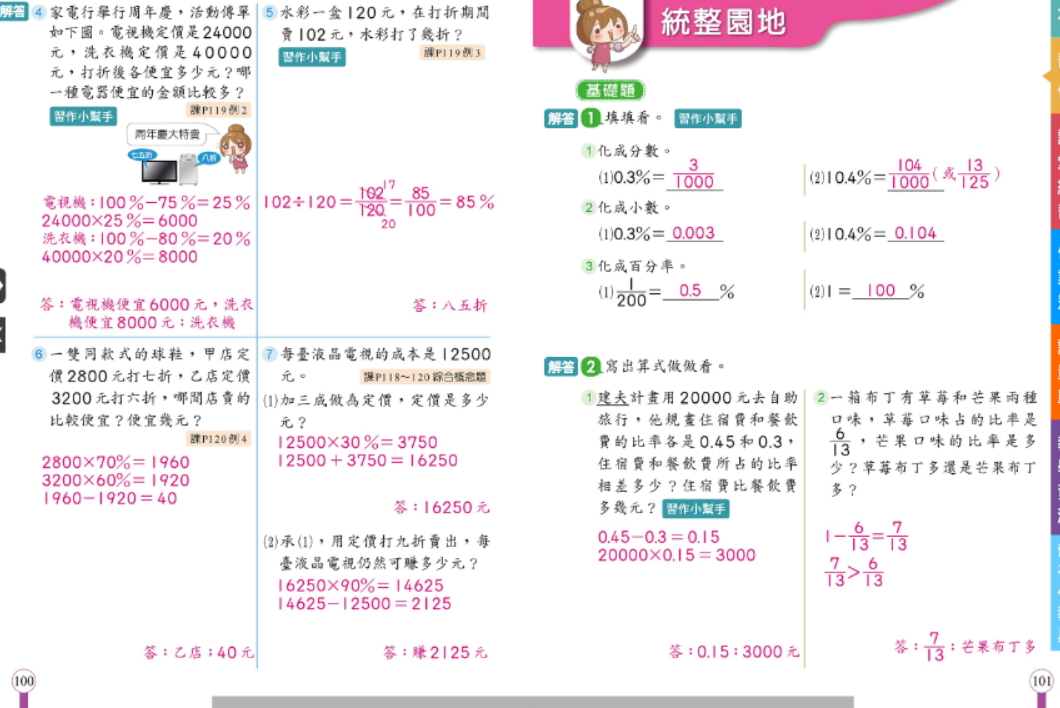 解答
4 家電行舉行周年慶，活動傳單
如下圖。電視機定價是24000
元，洗衣機定價是40000
元，打折後各便宜多少元？哪
一種電器便宜的金額比較多？
習作小幫手
課P119例2
周年慶大特賣
七五折
八折
電視機：100%−75%＝25%
24000×25%＝6000
洗衣機：100%−80%＝20%
40000×20%＝8000
答：電視機便宜6000元，洗衣
機便宜8000元；洗衣機
5 水彩一盒120元，在打折期間
賣102元，水彩打了幾折？
習作小幫手
課P119例3
102÷120＝102/120＝85/100＝85%
17
20
答：八五折
6 一雙同款式的球鞋，甲店定
價2800元打七折，乙店定價
3200元打六折，哪間店賣的
比較便宜？便宜幾元？
課P120例4
2800×70%＝1960
3200×60%＝1920
1960−1920＝40
答：乙店；40元
7 每臺液晶電視的成本是12500
元。
課P118～120綜合概念題
(1)加三成做為定價，定價是多少
元？
12500×30%＝3750
12500＋3750＝16250
答：16250元
(2)承(1)，用定價打九折賣出，每
臺液晶電視仍然可賺多少元？
16250×90%＝14625
14625−12500＝2125
答：賺2125元
100
統整園地
基礎題
解答 1 填填看。 習作小幫手
1 化成分數。
(1)0.3%＝3/1000
(2)10.4%＝104/1000(或13/125)
2 化成小數。
(1)0.3%＝0.003
(2)10.4%＝0.104
3 化成百分率。
(1)1/200＝0.5%
(2)1＝100%
解答 2 寫出算式做做看。
1 建夫計畫用20000元去自助
旅行，他規畫住宿費和餐飲
費的比率各是0.45和0.3，
住宿費和餐飲費所占的比率
相差多少？住宿費比餐飲費
多幾元？ 習作小幫手
0.45−0.3＝0.15
20000×0.15＝3000
答：0.15；3000元
2 一箱布丁有草莓和芒果兩種
口味，草莓口味占的比率是
6/13，芒果口味的比率是多
少？草莓布丁多還是芒果布丁
多？
1−6/13＝7/13
7/13＞6/13
答：7/13；芒果布丁多
101